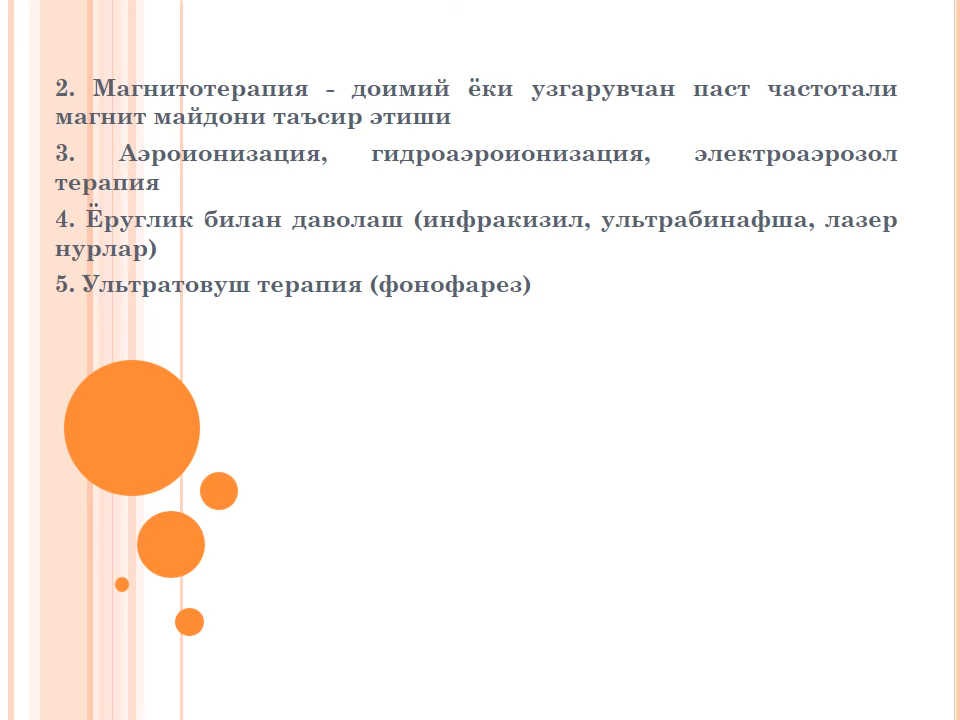 2. Магнитотерапия - доимий ёки узгарувчан паст частотали
магнит майдони таъсир этиши
3. Аэроионизация, гидроаэроионизация, электроаэрозол
терапия
4. Ёруглик билан даволаш (инфракизил, ультрабинафша, лазер
нурлар)
5. Ультратовуш терапия (фонофарез)